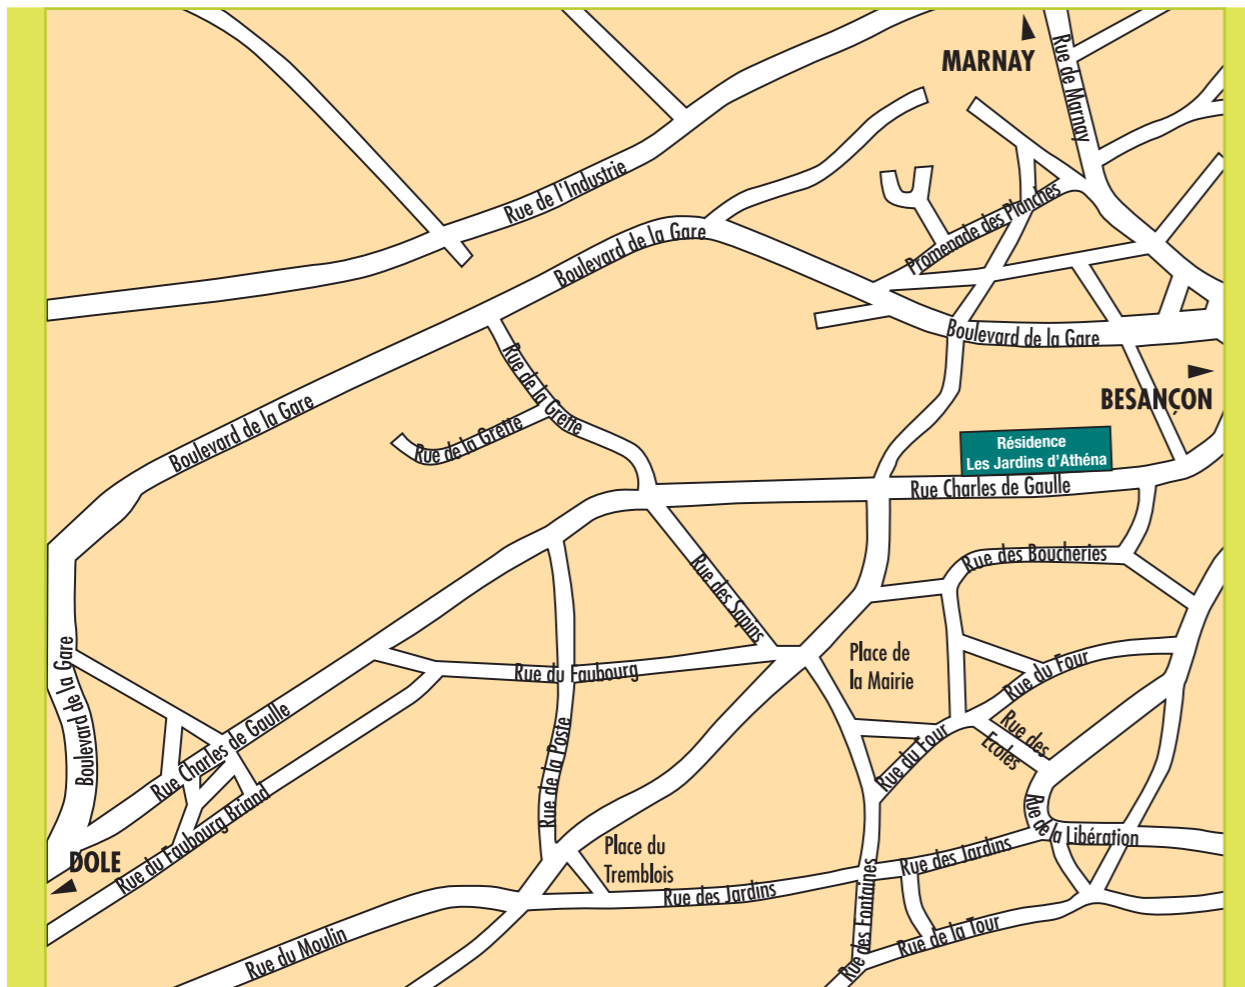 MARNAY
Rue de Marnay
Rue de l'Industrie
Promenade des Planches
Boulevard de la Gare
Boulevard de la Gare
Rue de la Grette
BESANÇON
Boulevard de la Gare
Rue de la Grette
Résidence
Les Jardins d'Athéna
Rue Charles de Gaulle
Rue des Boucheries
Rue des Sapins
Place de
la Mairie
Rue du Faubourg
Rue du Four
Boulevard de la Gare
Rue Charles de Gaulle
Rue des
Ecoles
Rue du Four
Rue de la Poste
Rue du Faubourg Briand
Rue de la Libération
DOLE
Place du
Tremblois
Rue des Jardins
Rue des Jardins
Rue des Fontaines
Rue de la Tour
Rue du Moulin